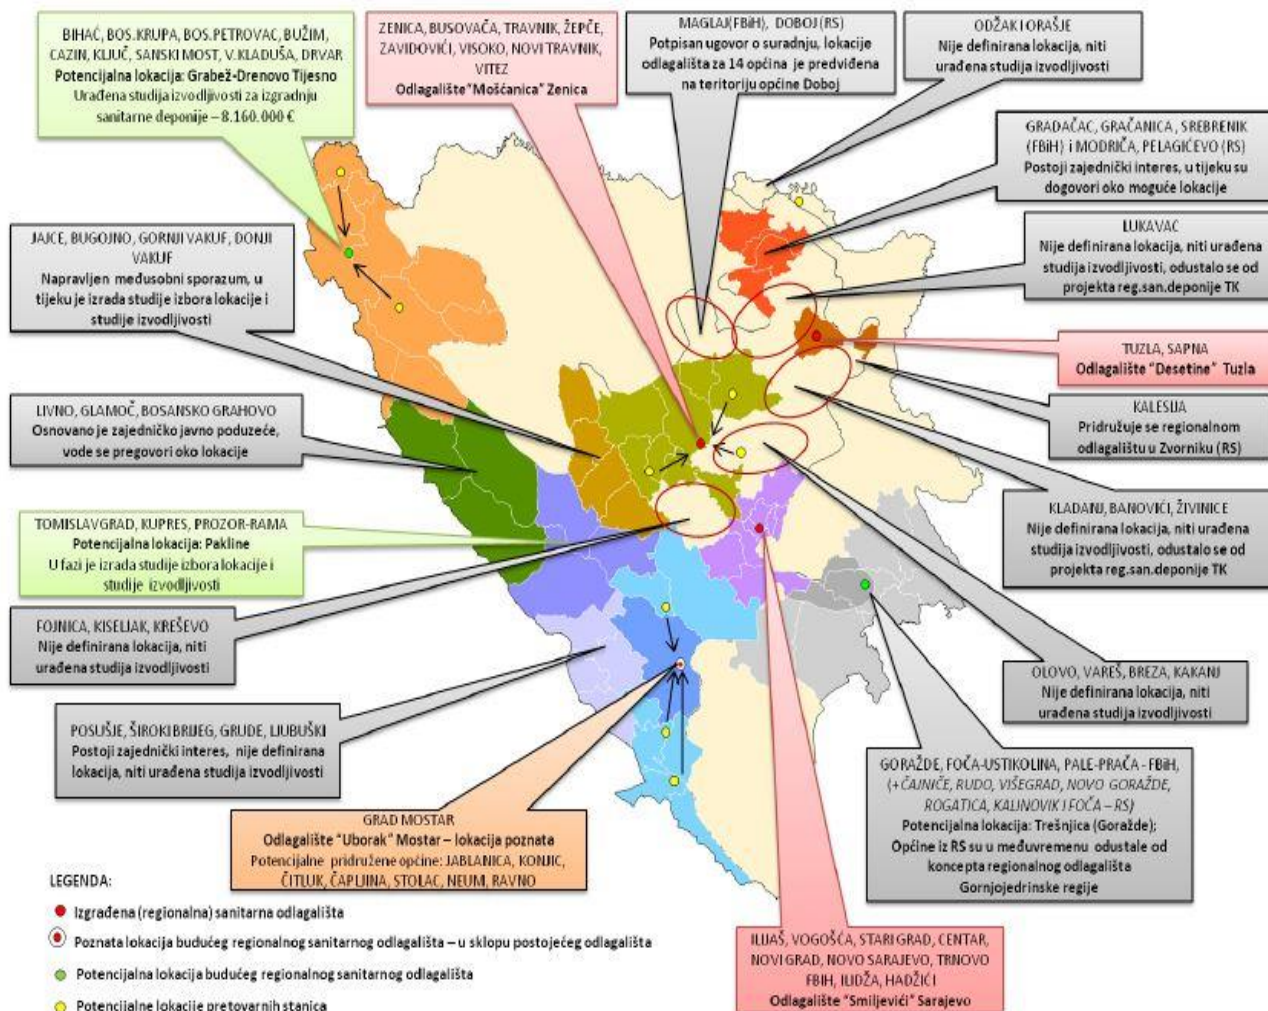 BIHAĆ, BOS.KRUPA, BOS.PETROVAC, BUŽIM,
CAZIN, KLJUČ, SANSKI MOST, V.KLADUŠA, DRVAR
Potencijalna lokacija: Grabež-Drenovo Tijesno
Urađena studija izvodljivosti za izgradnju
sanitarne deponije – 8.160.000 €
ZENICA, BUSOVAČA, TRAVNIK, ŽEPČE,
ZAVIDOVIĆI, VISOKO, NOVI TRAVNIK,
VITEZ
Odlagalište "Mošćanica" Zenica
MAGLAJ(FBiH), DOBOJ (RS)
Potpisan ugovor o suradnju, lokacije
odlagališta za 14 općina je predviđena
na teritoriju općine Doboj
ODŽAK I ORAŠJE
Nije definirana lokacija, niti
urađena studija izvodljivosti
GRADAČAC, GRAČANICA, SREBRENIK
(FBiH) i MODRIČA, PELAGIĆEVO (RS)
Postoji zajednički interes, u tijeku su
dogovori oko moguće lokacije
JAJCE, BUGOJNO, GORNJI VAKUF, DONJI
VAKUF
Napravljen međusobni sporazum, u
tijeku je izrada studije izbora lokacije i
studije izvodljivosti
LUKAVAC
Nije definirana lokacija, niti urađena
studija izvodljivosti, odustalo se od
projekta reg.san.deponije TK
TUZLA, SAPNA
Odlagalište "Desetine" Tuzla
LIVNO, GLAMOČ, BOSANSKO GRAHOVO
Osnovano je zajedničko javno poduzeće,
vode se pregovori oko lokacije
KALESIJA
Pridružuje se regionalnom
odlagalištu u Zvorniku (RS)
TOMISLAVGRAD, KUPRES, PROZOR-RAMA
Potencijalna lokacija: Pakline
U fazi je izrada studije izbora lokacije i
studije izvodljivosti
KLADANJ, BANOVIĆI, ŽIVINICE
Nije definirana lokacija, niti urađena
studija izvodljivosti, odustalo se od
projekta reg.san.deponije TK
FOJNICA, KISELJAK, KREŠEVO
Nije definirana lokacija, niti
urađena studija izvodljivosti
OLOVO, VAREŠ, BREZA, KAKANJ
Nije definirana lokacija, niti
urađena studija izvodljivosti
POSUŠJE, ŠIROKI BRIJEG, GRUDE, LJUBUŠKI
Postoji zajednički interes, nije definirana
lokacija, niti urađena studija izvodljivosti
GORAŽDE, FOČA-USTIKOLINA, PALE-PRAČA - FBiH,
(+ČAJNIČE, RUDO, VIŠEGRAD, NOVO GORAŽDE,
ROGATICA, KALINOVIK I FOČA – RS)
Potencijalna lokacija: Trešnjica (Goražde);
Općine iz RS su u međuvremenu odustale od
koncepta regionalnog odlagališta
Gornjojedrinske regije
GRAD MOSTAR
Odlagalište "Uborak" Mostar – lokacija poznata
Potencijalne pridružene općine: JABLANICA, KONJIC,
ČITLUK, ČAPLJINA, STOLAC, NEUM, RAVNO
ILIJAŠ, VOGOŠĆA, STARI GRAD, CENTAR,
NOVI GRAD, NOVO SARAJEVO, TRNOVO
FBIH, ILIDŽA, HADŽIĆI
Odlagalište "Smiljevići" Sarajevo
LEGENDA:
Izgrađena (regionalna) sanitarna odlagališta
Poznata lokacija budućeg regionalnog sanitarnog odlagališta – u sklopu postojećeg odlagališta
Potencijalna lokacija budućeg regionalnog sanitarnog odlagališta
Potencijalne lokacije pretovarnih stanica